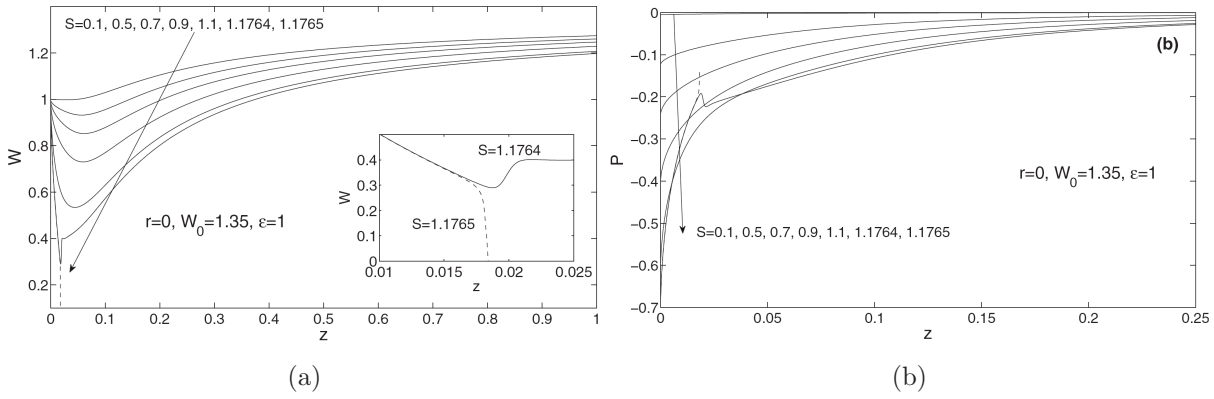 (a)
S=0.1, 0.5, 0.7, 0.9, 1.1, 1.1764, 1.1765
1.2
1
0.8
0.6
0.4
0.2
W
r=0, W0=1.35, ε=1
0 0.1 0.2 0.3 0.4 0.5 0.6 0.7 0.8 0.9 1
z
0.5
0.4
0.3
0.2
0.1
0
W
S=1.1764
S=1.1765
0.01 0.015 0.02 0.025
z
(a)
(b)
0
−0.1
−0.2
−0.3
−0.4
−0.5
−0.6
−0.7
P
r=0, W0=1.35, ε=1
S=0.1, 0.5, 0.7, 0.9, 1.1, 1.1764, 1.1765
0 0.05 0.1 0.15 0.2 0.25
z
(b)